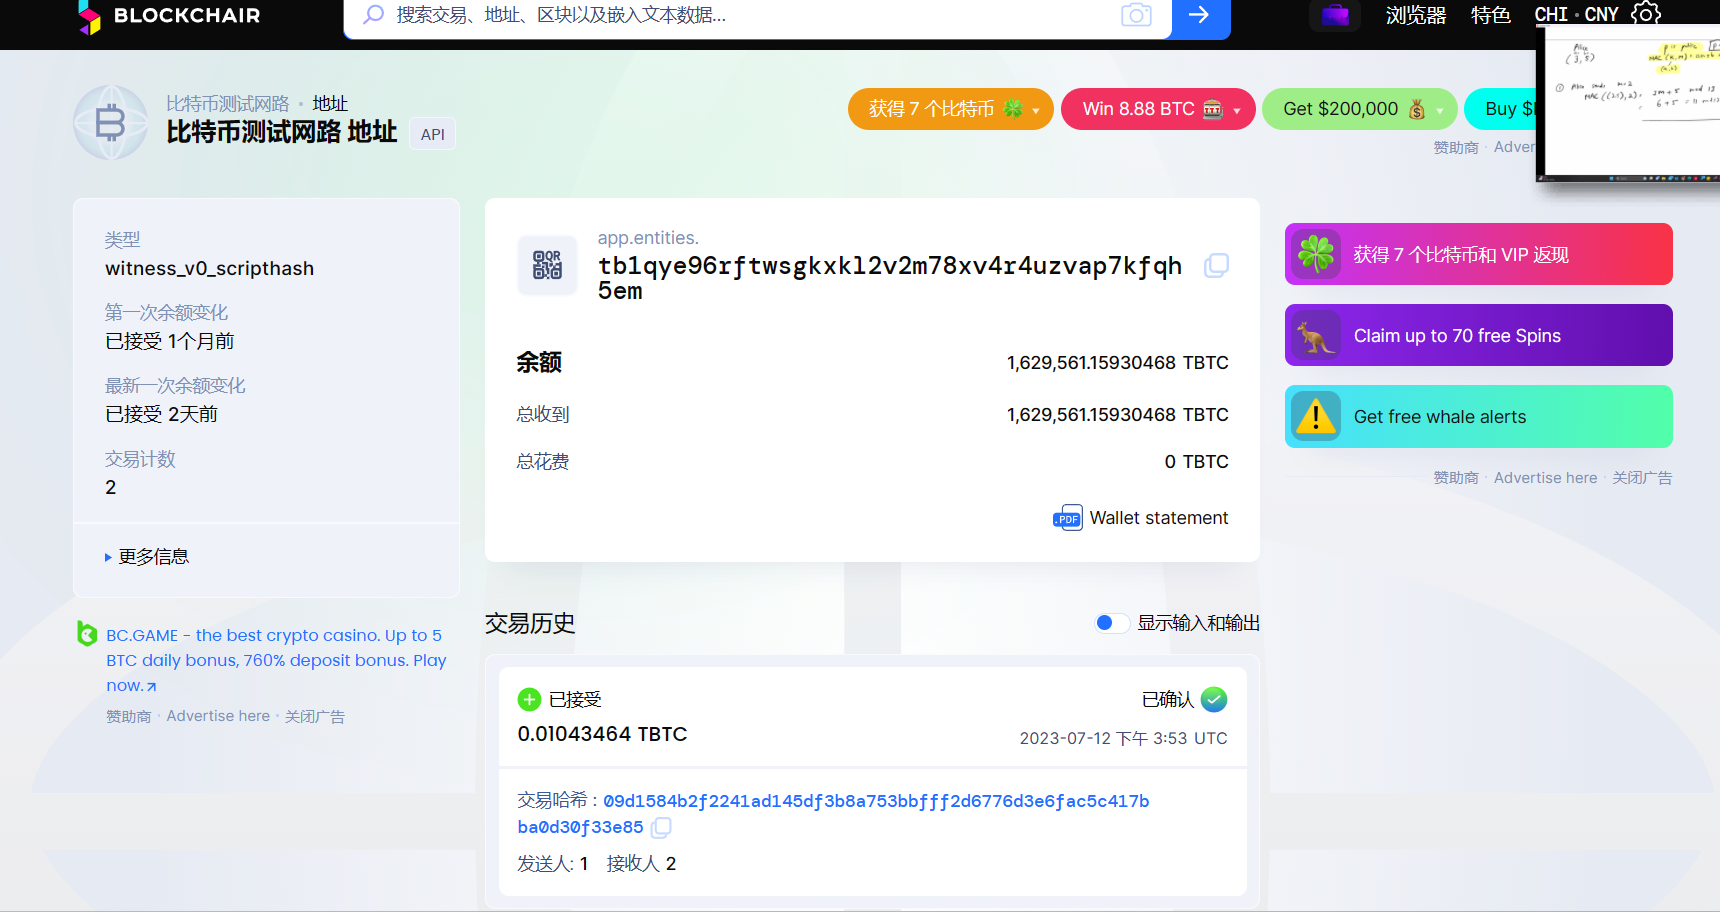 BLOCKCHAIR
搜索交易、地址、区块以及嵌入文本数据...
浏览器
特色
CHI • CNY
比特币测试网路 • 地址
比特币测试网路 地址
API
获得 7 个比特币
Win 8.88 BTC
Get $200,000
Buy $
赞助商 · Adver
类型
witness_v0_scripthash
第一次余额变化
已接受 1个月前
最新一次余额变化
已接受 2天前
交易计数
2
更多信息
BC.GAME - the best crypto casino. Up to 5
BTC daily bonus, 760% deposit bonus. Play
now.
赞助商 · Advertise here · 关闭广告
QR
app.entities.
tb1qye96rftwsgkxkl2v2m78xv4r4uzvap7kfqh
5em
余额
1,629,561.15930468 TBTC
总收到
1,629,561.15930468 TBTC
总花费
0 TBTC
.PDF Wallet statement
交易历史
显示输入和输出
已接受
已确认
0.01043464 TBTC
2023-07-12 下午 3:53 UTC
交易哈希 : 09d1584b2f2241ad145df3b8a753bbfff2d6776d3e6fac5c417b
ba0d30f33e85
发送人: 1 接收人 2
获得 7 个比特币和 VIP 返现
Claim up to 70 free Spins
Get free whale alerts
赞助商 · Advertise here · 关闭广告
Alice
p is public